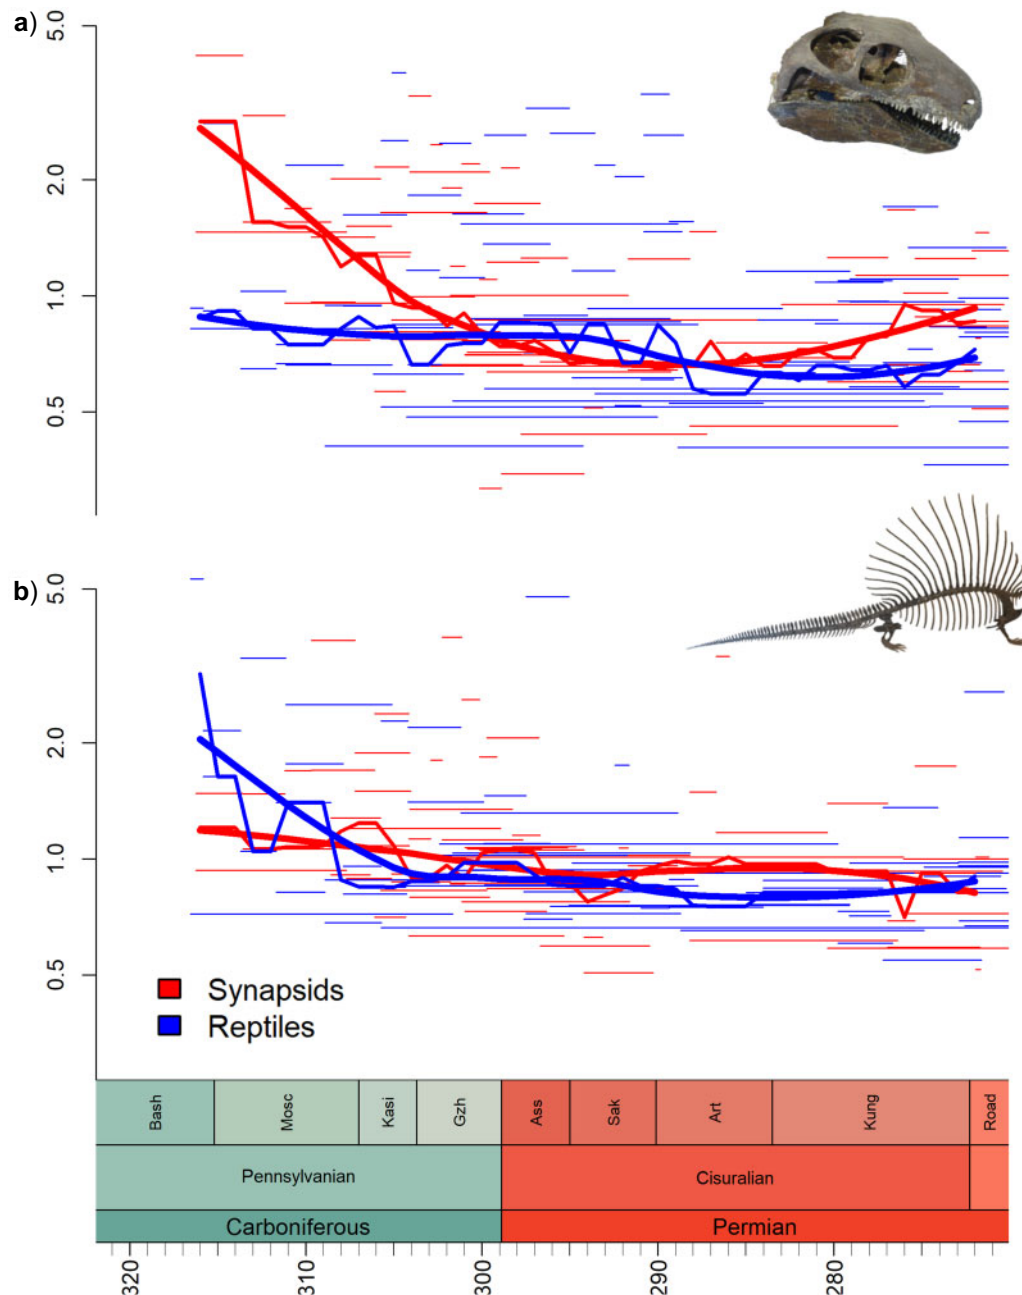 a)
5.0
2.0
1.0
0.5
b)
5.0
2.0
1.0
0.5
Synapsids
Reptiles
Bash Mosc Kasi Gzh Ass Sak Art Kung Road
Pennsylvanian Cisuralian
Carboniferous Permian
320 310 300 290 280